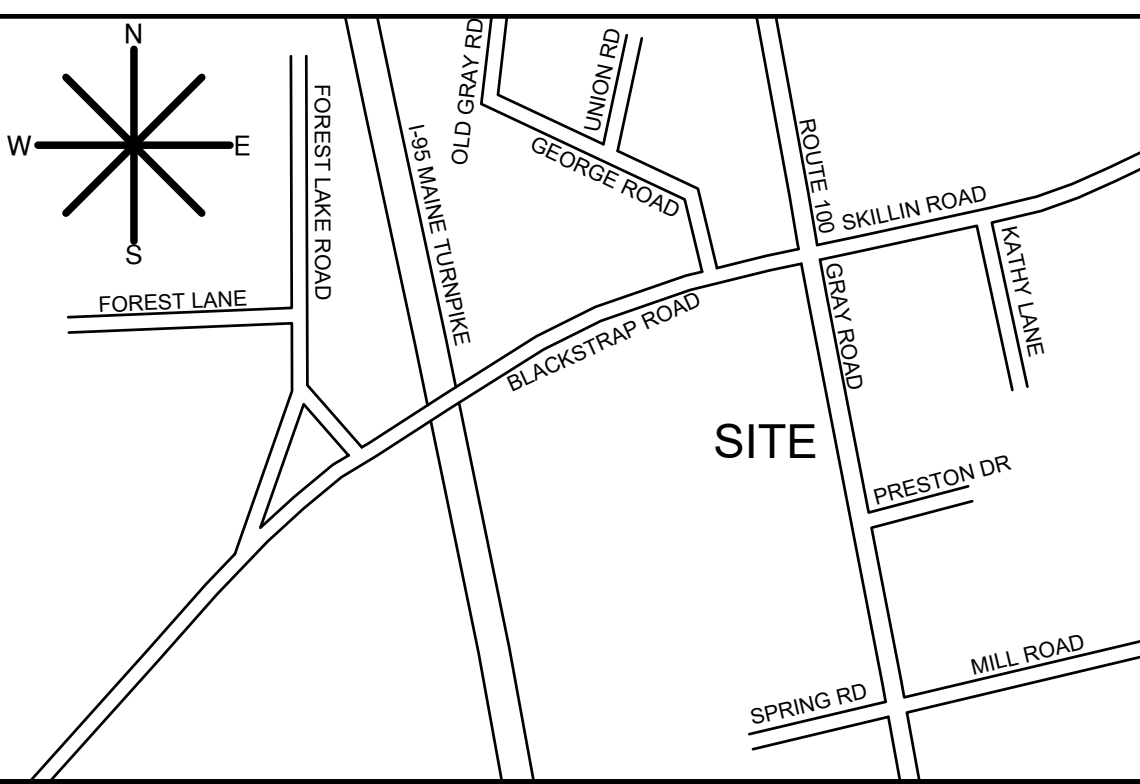 N
W
E
S
FOREST LAKE ROAD
FOREST LANE
I-95 MAINE TURNPIKE
OLD GRAY RD
UNION RD
GEORGE ROAD
ROUTE 100
SKILLIN ROAD
KATHY LANE
GRAY ROAD
BLACKSTRAP ROAD
SITE
PRESTON DR
MILL ROAD
SPRING RD